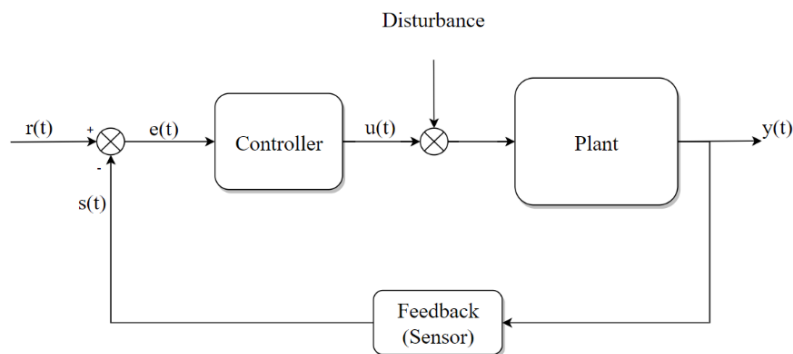 Disturbance
r(t)
+
e(t)
Controller
u(t)
Plant
y(t)
-
s(t)
Feedback
(Sensor)